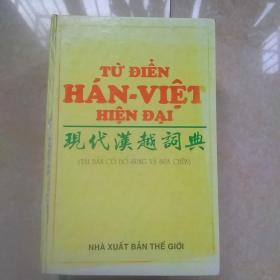 TỪ ĐIỂN
HÁN-VIỆT
HIỆN ĐẠI
現代漢越詞典
(TÁI BẢN CÓ BỔ SUNG VÀ SỬA CHỮA)
NHÀ XUẤT BẢN THẾ GIỚI